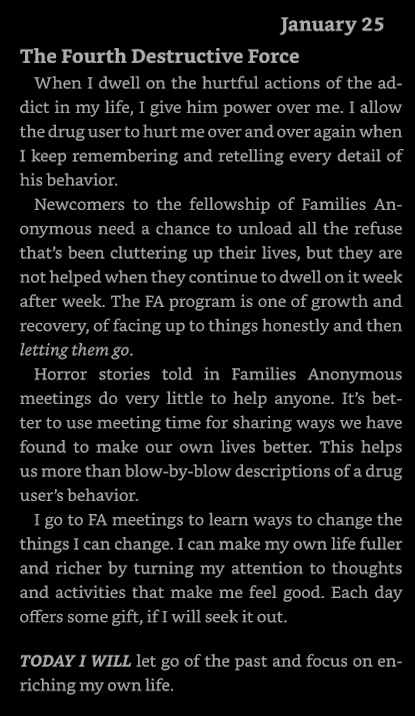 January 25
The Fourth Destructive Force
When I dwell on the hurtful actions of the ad-
dict in my life, I give him power over me. I allow
the drug user to hurt me over and over again when
I keep remembering and retelling every detail of
his behavior.
Newcomers to the fellowship of Families An-
onymous need a chance to unload all the refuse
that's been cluttering up their lives, but they are
not helped when they continue to dwell on it week
after week. The FA program is one of growth and
recovery, of facing up to things honestly and then
letting them go.
Horror stories told in Families Anonymous
meetings do very little to help anyone. It's bet-
ter to use meeting time for sharing ways we have
found to make our own lives better. This helps
us more than blow-by-blow descriptions of a drug
user's behavior.
I go to FA meetings to learn ways to change the
things I can change. I can make my own life fuller
and richer by turning my attention to thoughts
and activities that make me feel good. Each day
offers some gift, if I will seek it out.
TODAY I WILL let go of the past and focus on en-
riching my own life.